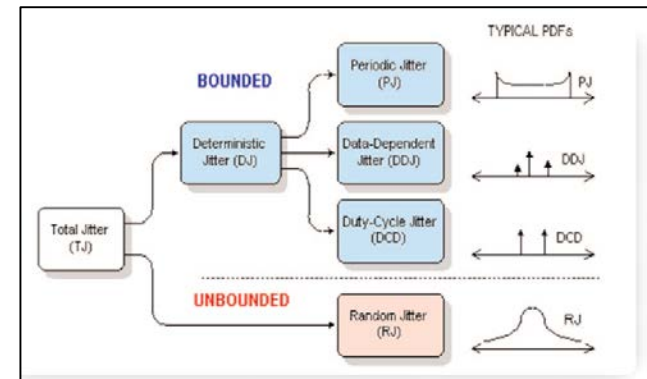 TYPICAL PDFs
BOUNDED
Periodic Jitter
(PJ)
PJ
Deterministic
Jitter (DJ)
Data-Dependent
Jitter (DDJ)
DDJ
Total Jitter
(TJ)
Duty-Cycle Jitter
(DCD)
DCD
UNBOUNDED
Random Jitter
(RJ)
RJ